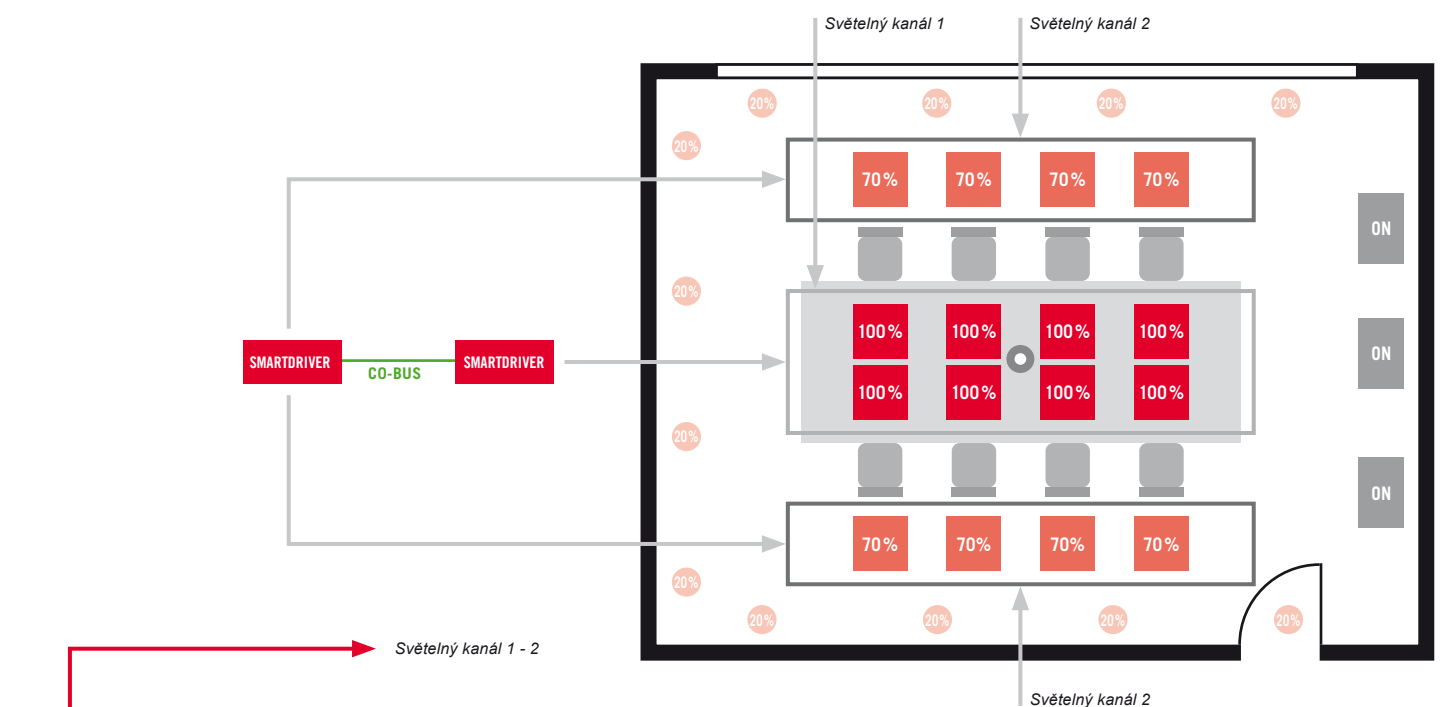 Světelný kanál 1 Světelný kanál 2
20% 20% 20% 20%
20%
70% 70% 70% 70%
ON
20%
100% 100% 100% 100%
ON
SMARTDRIVER CO-BUS SMARTDRIVER
100% 100% 100% 100%
20%
ON
70% 70% 70% 70%
20%
20% 20% 20% 20%
Světelný kanál 1 - 2
Světelný kanál 2